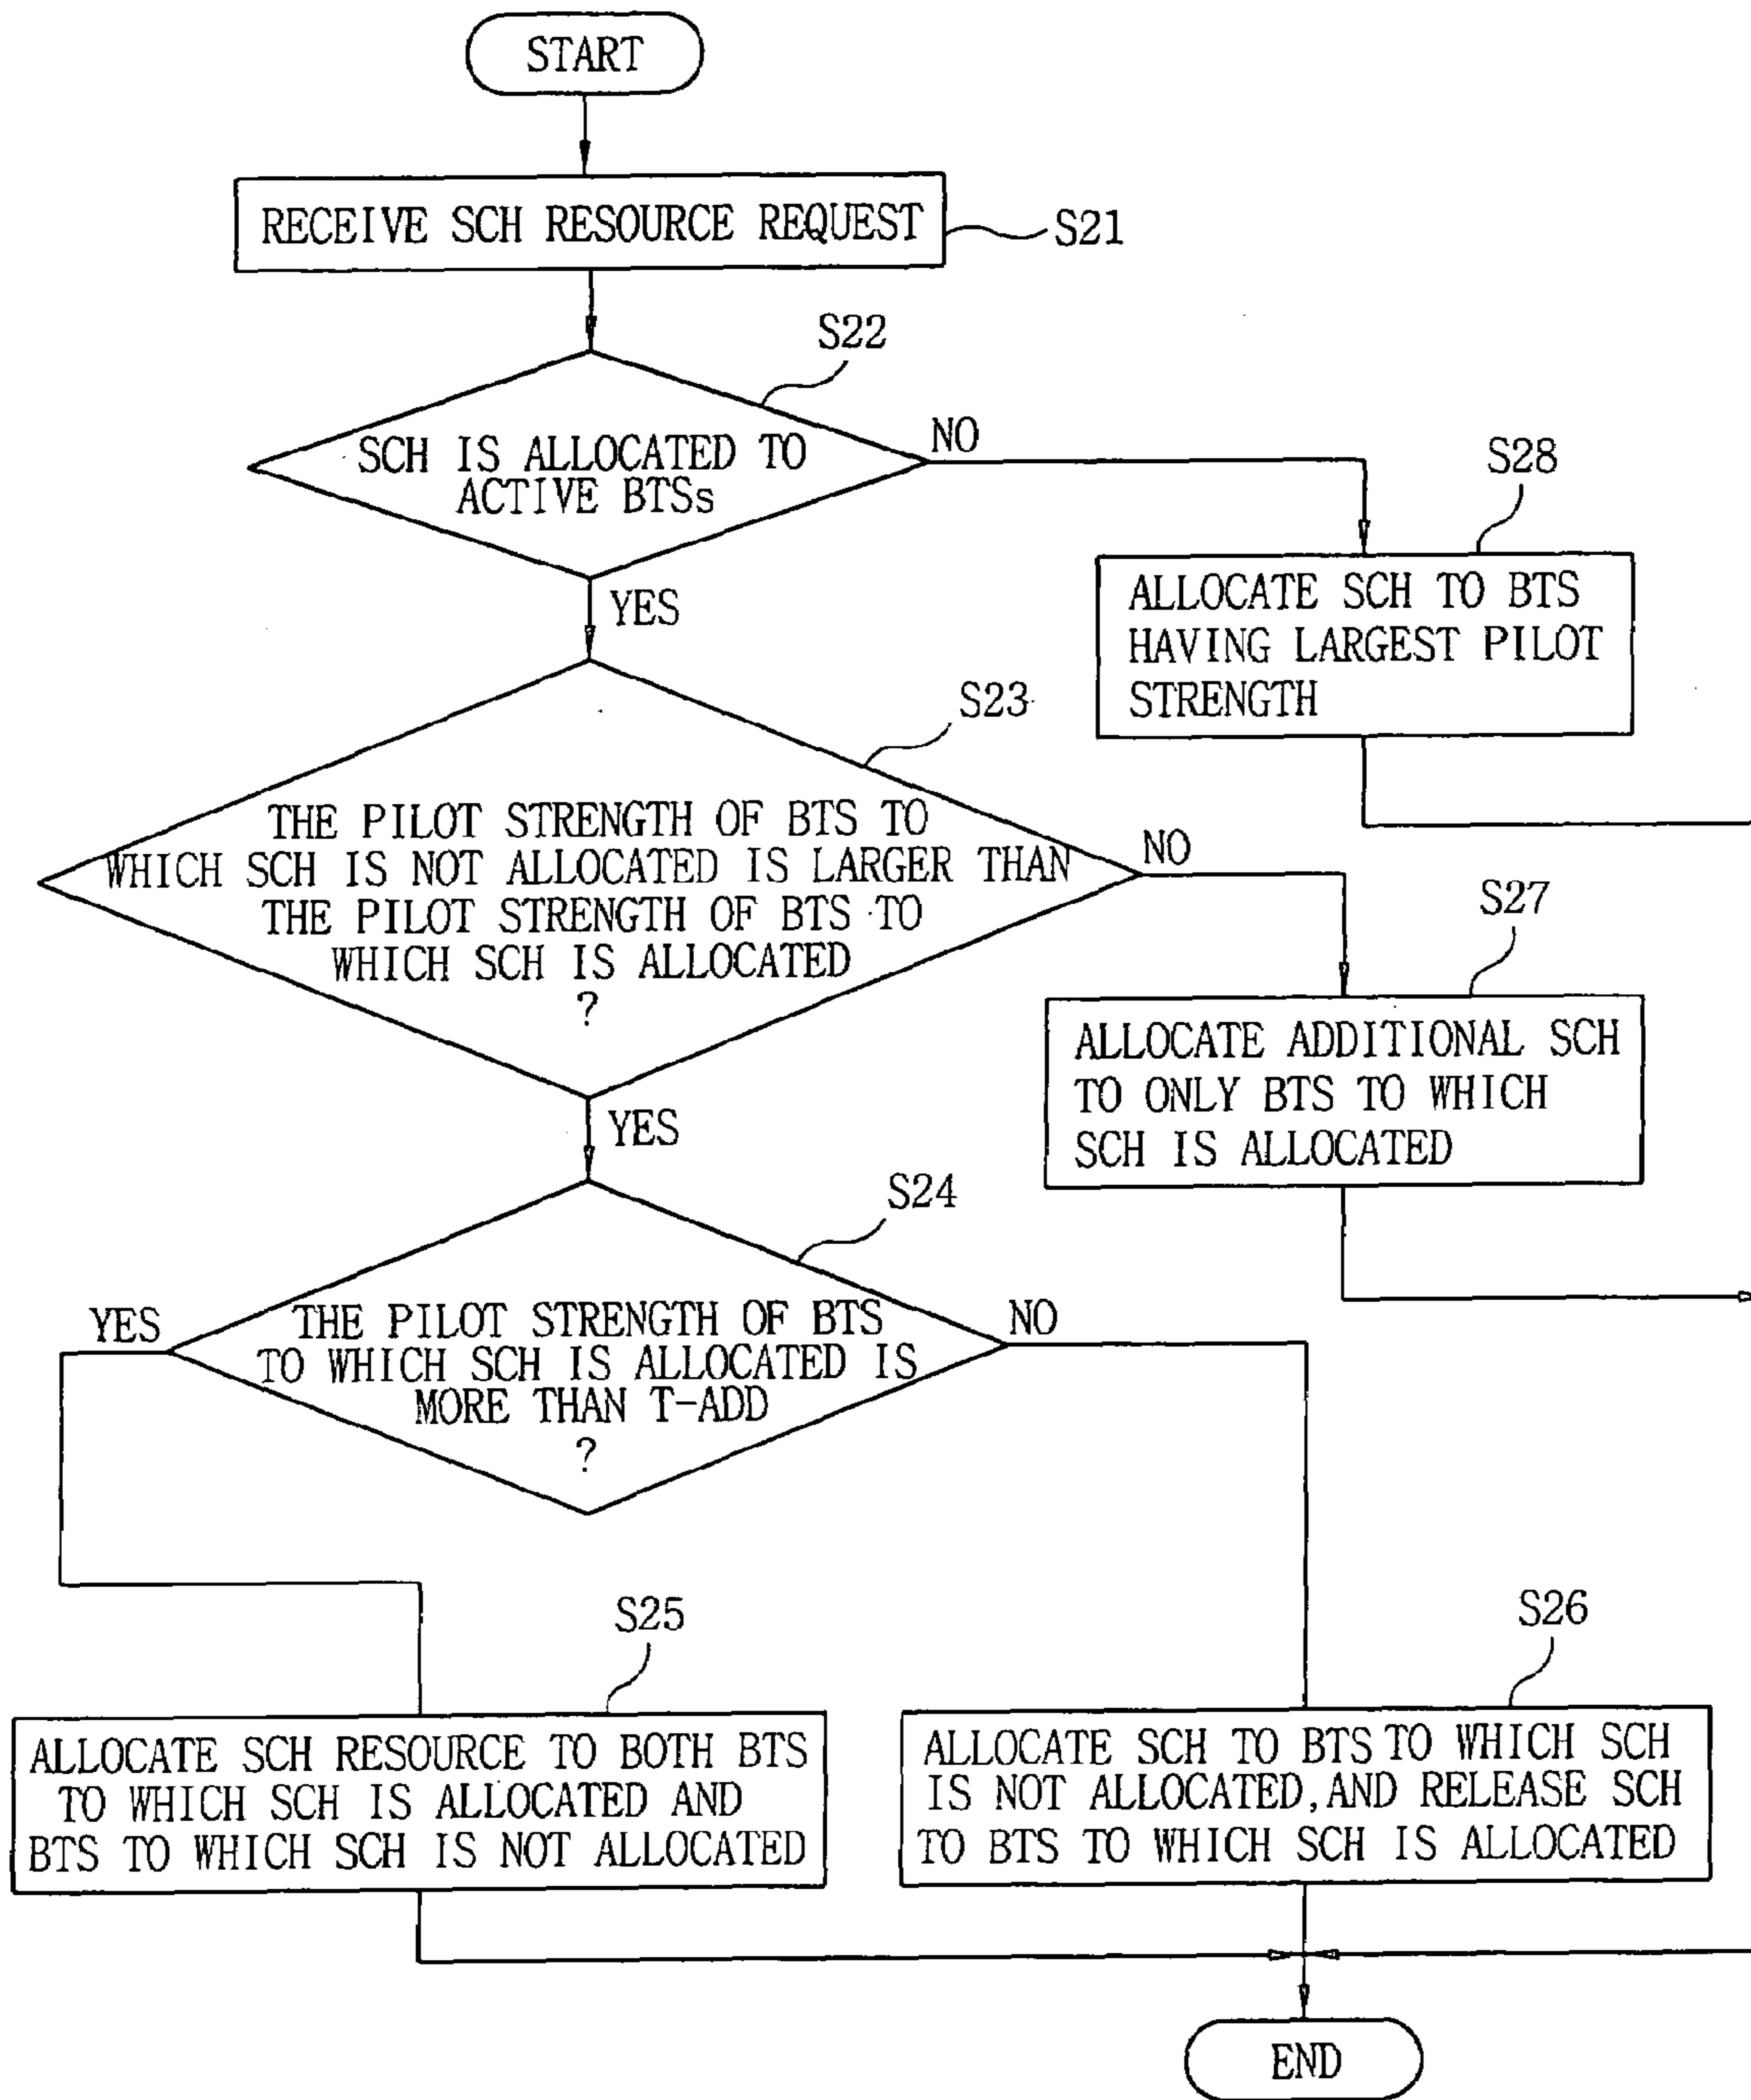 START
RECEIVE SCH RESOURCE REQUEST
S21
S22
SCH IS ALLOCATED TO
ACTIVE BTSs
NO
YES
S28
ALLOCATE SCH TO BTS
HAVING LARGEST PILOT
STRENGTH
S23
THE PILOT STRENGTH OF BTS TO
WHICH SCH IS NOT ALLOCATED IS LARGER THAN
THE PILOT STRENGTH OF BTS TO
WHICH SCH IS ALLOCATED
?
NO
YES
S27
ALLOCATE ADDITIONAL SCH
TO ONLY BTS TO WHICH
SCH IS ALLOCATED
S24
THE PILOT STRENGTH OF BTS
TO WHICH SCH IS ALLOCATED IS
MORE THAN T-ADD
?
YES
NO
S25
ALLOCATE SCH RESOURCE TO BOTH BTS
TO WHICH SCH IS ALLOCATED AND
BTS TO WHICH SCH IS NOT ALLOCATED
S26
ALLOCATE SCH TO BTS TO WHICH SCH
IS NOT ALLOCATED, AND RELEASE SCH
TO BTS TO WHICH SCH IS ALLOCATED
END